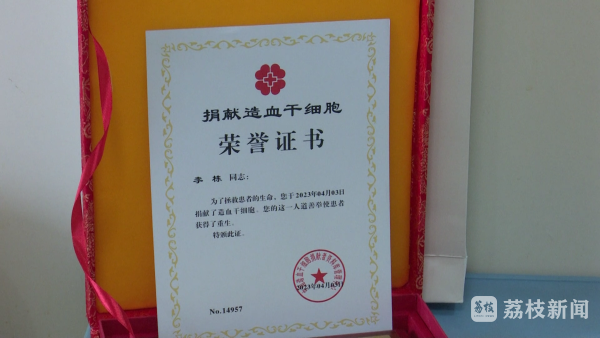 捐献造血干细胞
荣誉证书
李栋 同志:
为了拯救患者的生命，您于2023年04月03日
捐献了造血干细胞。您的这一人道善举使患者
获得了重生。
特颁此证。
2023年04月03日
No.14957
荔枝 荔枝新闻